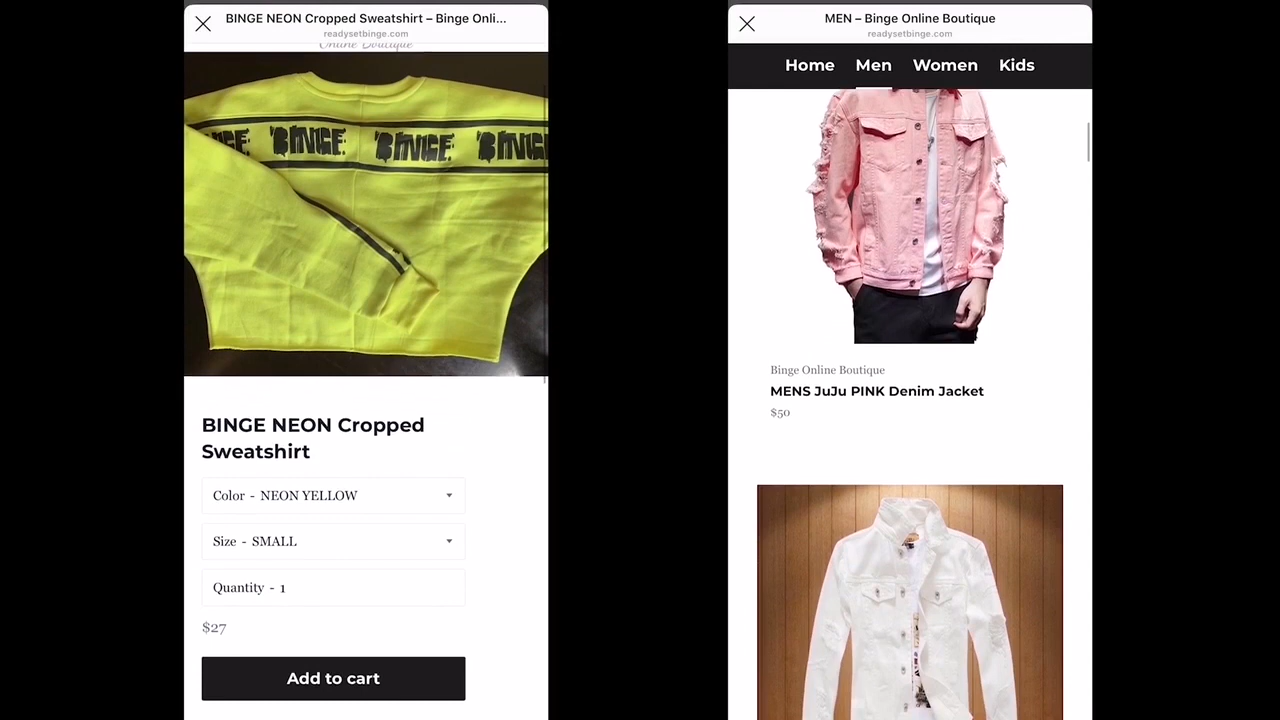 BINGE NEON Cropped Sweatshirt – Binge Onli...
readysetbinge.com
Online Boutique
BINGE
BINGE
BINGE
BINGE NEON Cropped
Sweatshirt
Color - NEON YELLOW
Size - SMALL
Quantity - 1
$27
Add to cart
MEN – Binge Online Boutique
readysetbinge.com
Home Men Women Kids
Binge Online Boutique
MENS JuJu PINK Denim Jacket
$50